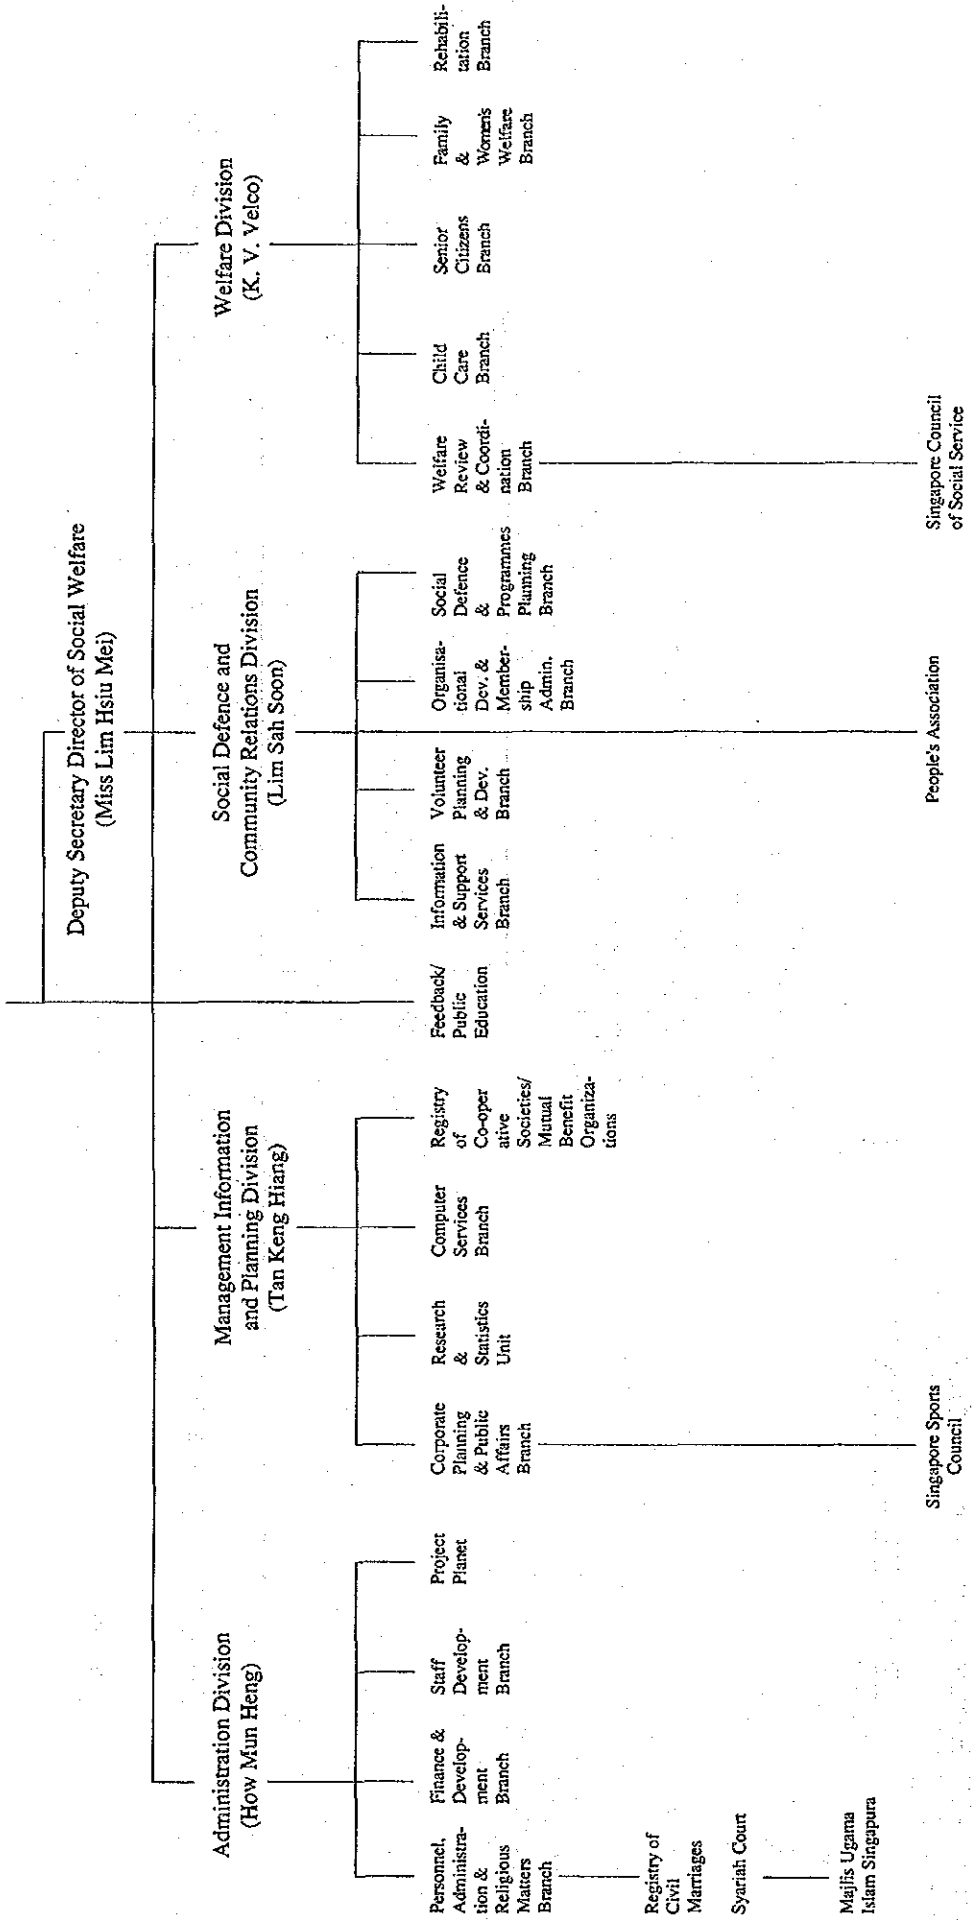 Deputy Secretary Director of Social Welfare
(Miss Lim Hsiu Mei)
Administration Division
(How Mun Heng)
Management Information
and Planning Division
(Tan Keng Hiang)
Social Defence and
Community Relations Division
(Lim Sah Soon)
Welfare Division
(K. V. Velco)
Personnel,
Administra-
tion &
Religious
Matters
Branch
Finance &
Develop-
ment
Branch
Staff
Develop-
ment
Branch
Project
Planet
Corporate
Planning
& Public
Affairs
Branch
Research
&
Statistics
Unit
Computer
Services
Branch
Registry
of
Co-oper
ative
Societies/
Mutual
Benefit
Organiza-
tions
Feedback/
Public
Education
Information
& Support
Services
Branch
Volunteer
Planning
& Dev.
Branch
Organisa-
tional
Dev. &
Member-
ship
Admin.
Branch
Social
Defence
&
Programmes
Planning
Branch
Welfare
Review
& Coordi-
nation
Branch
Child
Care
Branch
Senior
Citizens
Branch
Family
&
Women's
Welfare
Branch
Rehabili-
tation
Branch
Registry of
Civil
Marriages
Syariah Court
Majlis Ugama
Islam Singapura
Singapore Sports
Council
People's Association
Singapore Council
of Social Service